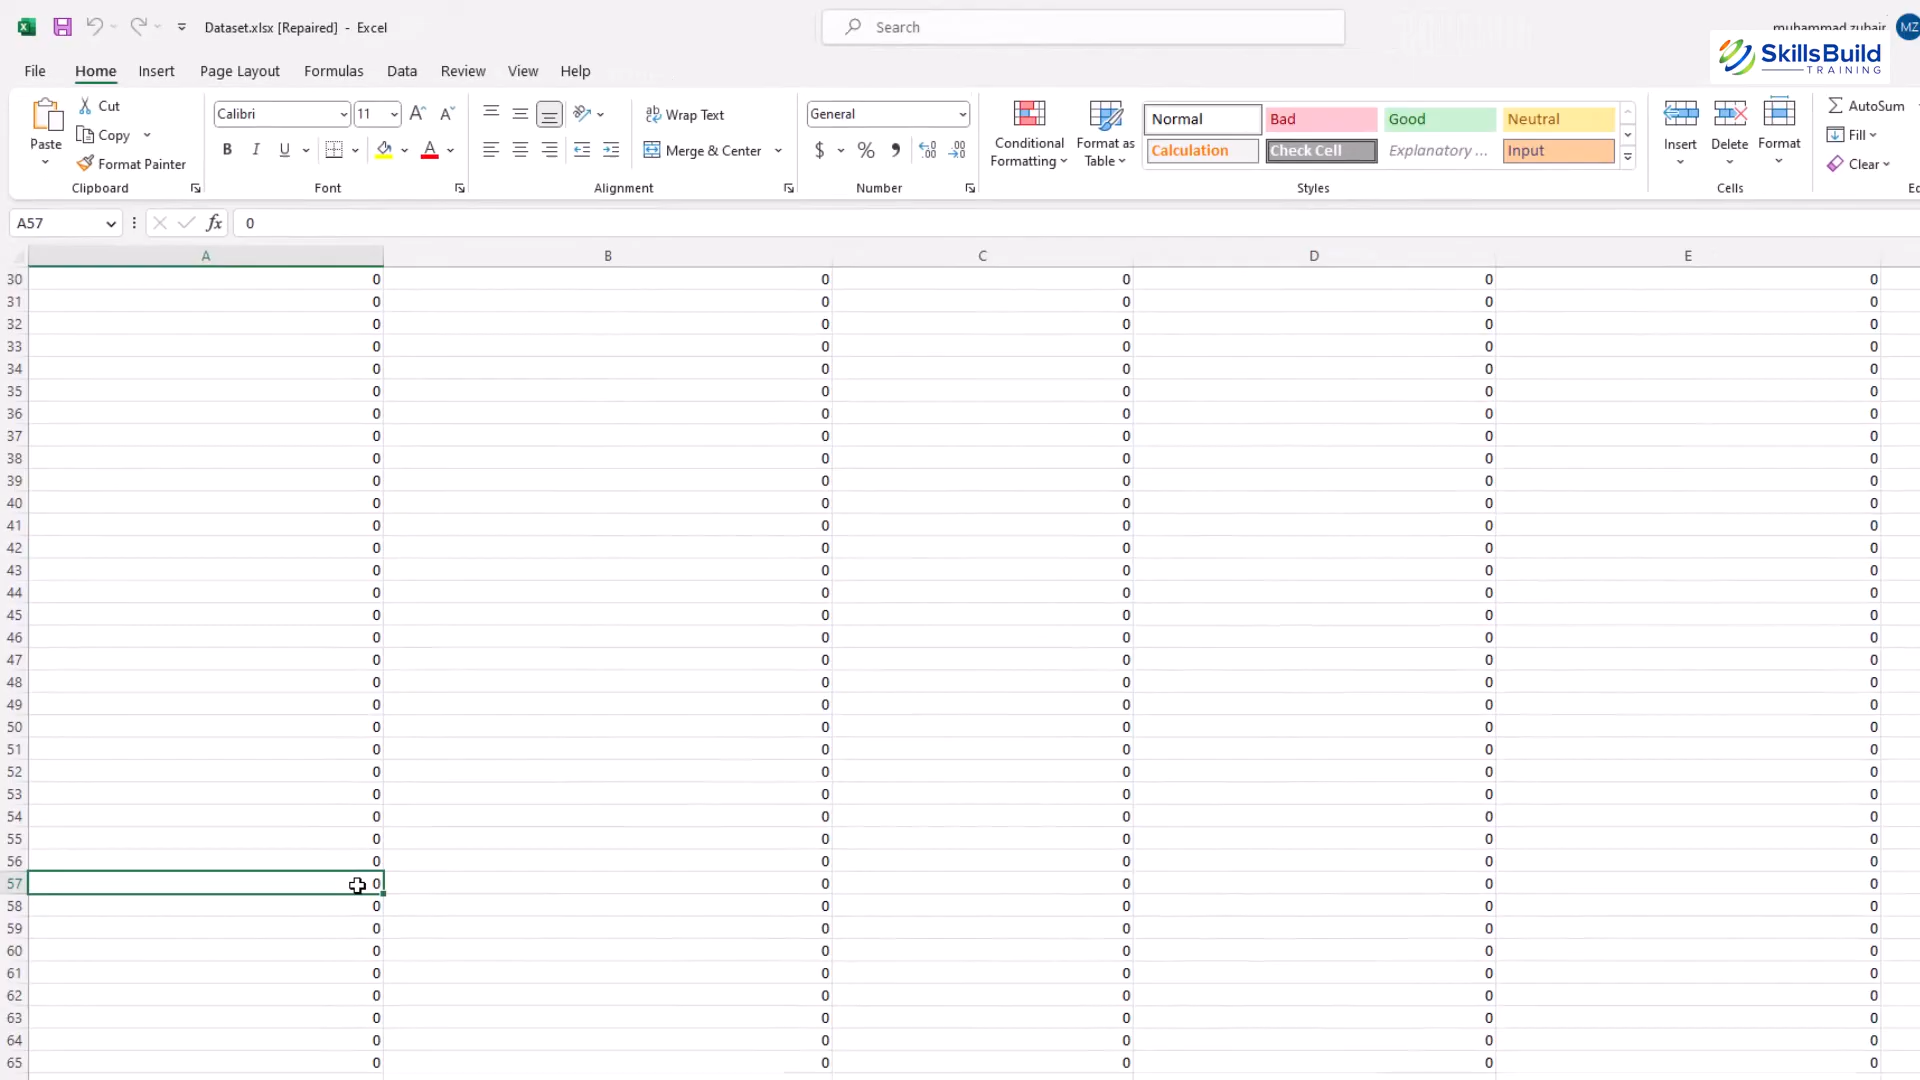 Dataset.xlsx [Repaired] - Excel
Search
muhammad zubair
MZ
SkillsBuild
TRAINING
File Home Insert Page Layout Formulas Data Review View Help
Paste
Cut
Copy
Format Painter
Clipboard
Calibri 11
B I U A
Font
Wrap Text
Merge & Center
Alignment
General
$ % 9
Number
Conditional Formatting
Format as Table
Normal Bad Good Neutral
Calculation Check Cell Explanatory ... Input
Styles
Insert Delete Format
Cells
AutoSum
Fill
Clear
A57 fx 0
A B C D E
30 0 0 0 0 0
31 0 0 0 0 0
32 0 0 0 0 0
33 0 0 0 0 0
34 0 0 0 0 0
35 0 0 0 0 0
36 0 0 0 0 0
37 0 0 0 0 0
38 0 0 0 0 0
39 0 0 0 0 0
40 0 0 0 0 0
41 0 0 0 0 0
42 0 0 0 0 0
43 0 0 0 0 0
44 0 0 0 0 0
45 0 0 0 0 0
46 0 0 0 0 0
47 0 0 0 0 0
48 0 0 0 0 0
49 0 0 0 0 0
50 0 0 0 0 0
51 0 0 0 0 0
52 0 0 0 0 0
53 0 0 0 0 0
54 0 0 0 0 0
55 0 0 0 0 0
56 0 0 0 0 0
57 0 0 0 0 0
58 0 0 0 0 0
59 0 0 0 0 0
60 0 0 0 0 0
61 0 0 0 0 0
62 0 0 0 0 0
63 0 0 0 0 0
64 0 0 0 0 0
65 0 0 0 0 0